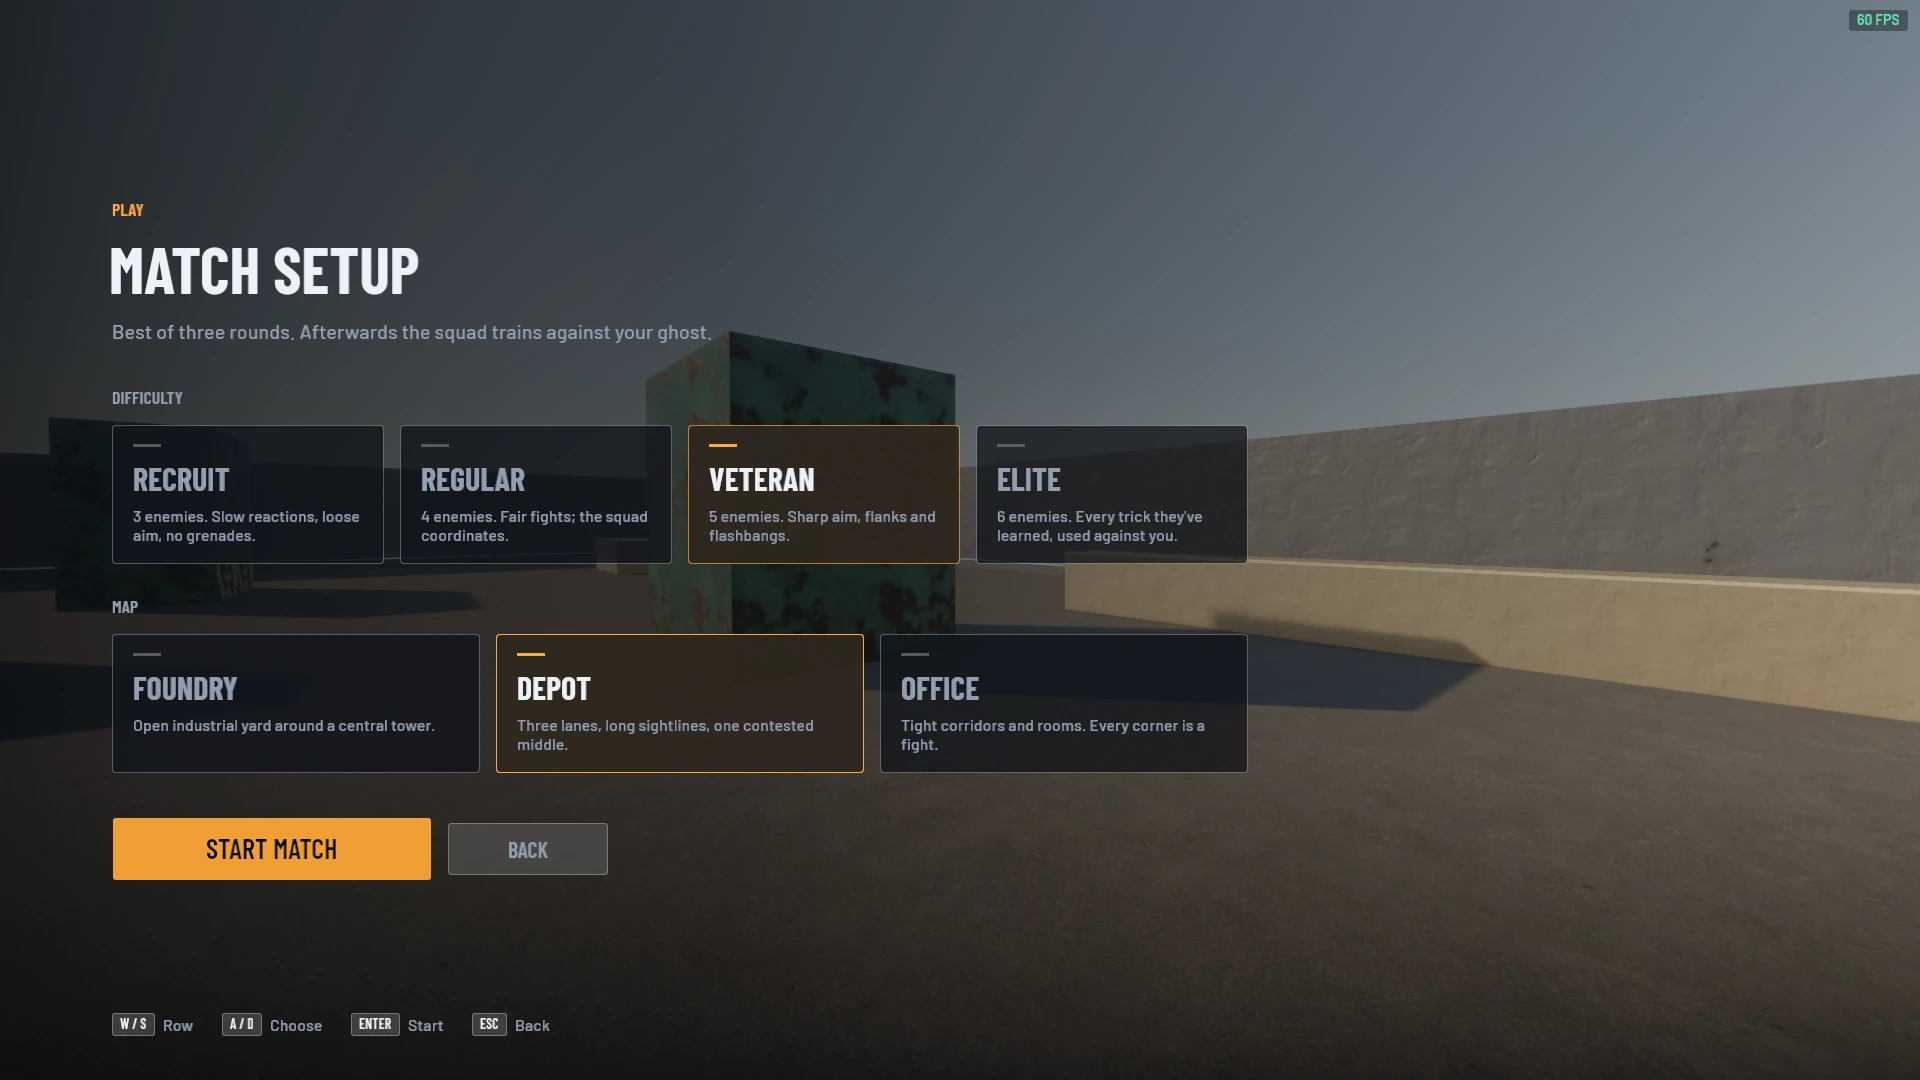 60 FPS
PLAY
MATCH SETUP
Best of three rounds. Afterwards the squad trains against your ghost.
DIFFICULTY
RECRUIT
3 enemies. Slow reactions, loose
aim, no grenades.
REGULAR
4 enemies. Fair fights; the squad
coordinates.
VETERAN
5 enemies. Sharp aim, flanks and
flashbangs.
ELITE
6 enemies. Every trick they've
learned, used against you.
MAP
FOUNDRY
Open industrial yard around a central tower.
DEPOT
Three lanes, long sightlines, one contested
middle.
OFFICE
Tight corridors and rooms. Every corner is a
fight.
START MATCH
BACK
W / S Row A / D Choose ENTER Start ESC Back